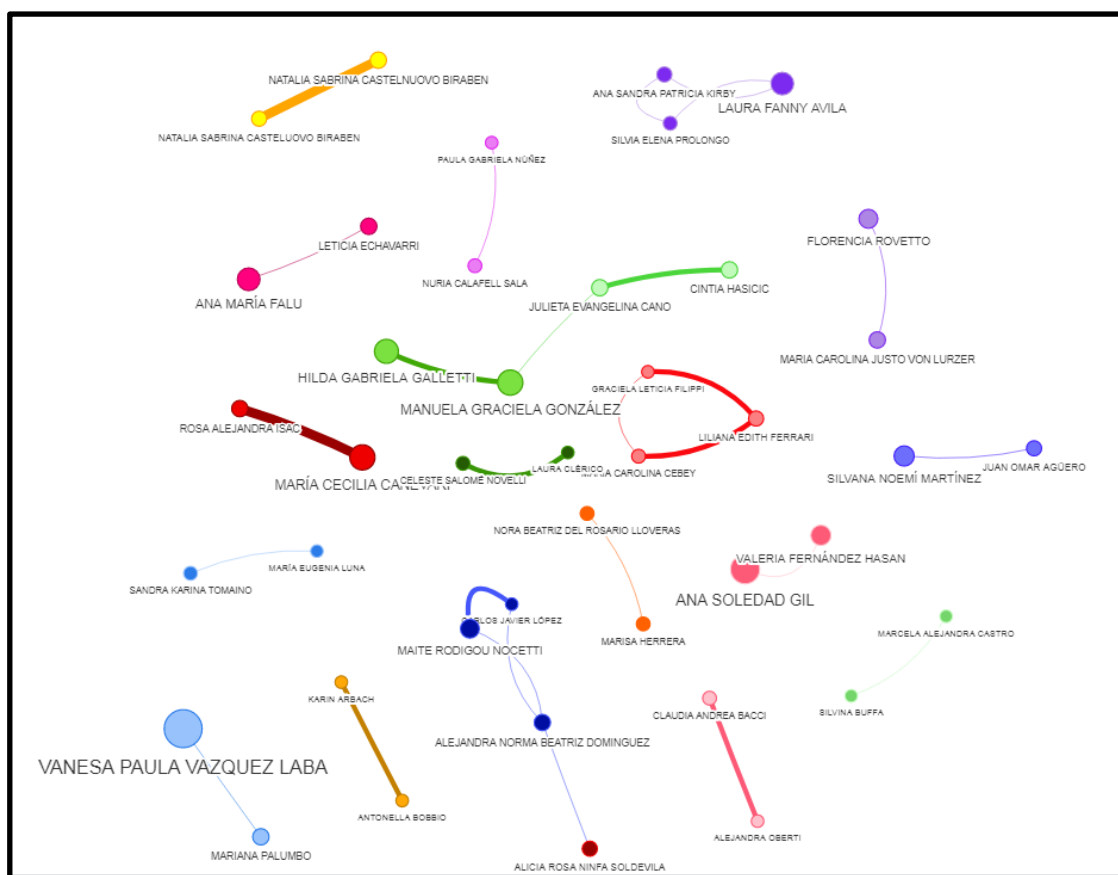 NATALIA SABRINA CASTELNUOVO BIRABEN
ANA SANDRA PATRICIA KIRBY
LAURA FANNY AVILA
NATALIA SABRINA CASTELUOVO BIRABEN
SILVIA ELENA PROLONGO
PAULA GABRIELA NÚÑEZ
LETICIA ECHAVARRI
FLORENCIA ROVETTO
NURIA CALAFELL SALA
CINTIA HASICIC
ANA MARÍA FALU
JULIETA EVANGELINA CANO
MARIA CAROLINA JUSTO VON LURZER
HILDA GABRIELA GALLETTI
GRACIELA LETICIA FILIPPI
MANUELA GRACIELA GONZÁLEZ
ROSA ALEJANDRA ISAC
LILIANA EDITH FERRARI
LAURA CLÉRICO
JUAN OMAR AGÜERO
MARÍA CECILIA
CELESTE SALOMÉ NOVELLI
CAROLINA CEBEY
SILVANA NOEMÍ MARTÍNEZ
NORA BEATRIZ DEL ROSARIO LLOVERAS
VALERIA FERNÁNDEZ HASAN
MARÍA EUGENIA LUNA
SANDRA KARINA TOMAINO
ANA SOLEDAD GIL
CARLOS JAVIER LÓPEZ
MARCELA ALEJANDRA CASTRO
MARISA HERRERA
MAITE RODIGOU NOCETTI
KARIN ARBACH
SILVINA BUFFA
CLAUDIA ANDREA BACCI
ALEJANDRA NORMA BEATRIZ DOMINGUEZ
VANESA PAULA VAZQUEZ LABA
ANTONELLA BOBBIO
ALEJANDRA OBERTI
MARIANA PALUMBO
ALICIA ROSA NINFA SOLDEVILA